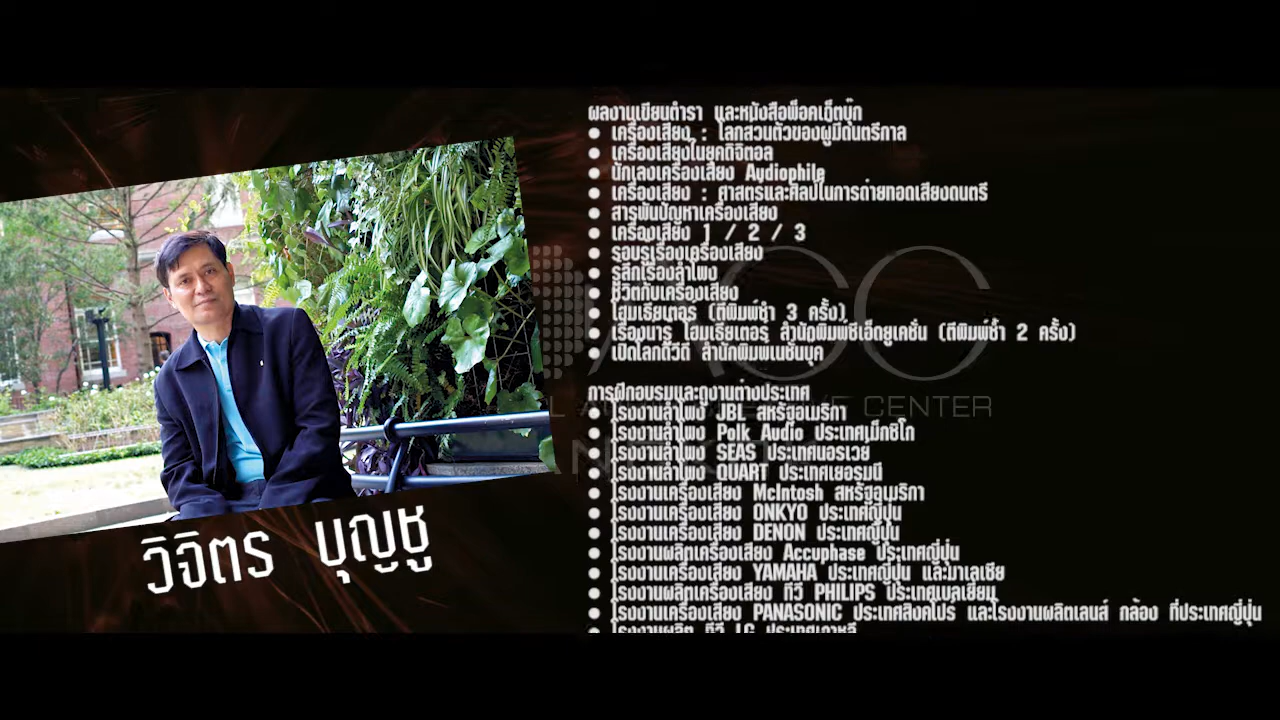 ผลงานเขียนตำรา และหนังสือพ็อคเก็ตบุ๊ก
● เครื่องเสียง : โลกส่วนตัวของผู้มีดนตรีกาล
● เครื่องเสียงในยุคดิจิตอล
● นักเลงเครื่องเสียง Audiophile
● เครื่องเสียง : ศาสตร์และศิลป์ในการถ่ายทอดเสียงดนตรี
● สารพันปัญหาเครื่องเสียง
● เครื่องเสียง 1 / 2 / 3
● รอบรู้เรื่องเครื่องเสียง
● รู้ลึกเรื่องลำโพง
● ชีวิตกับเครื่องเสียง
● โฮมเธียเตอร์ (ตีพิมพ์ซ้ำ 3 ครั้ง)
● เรื่องน่ารู้ โฮมเธียเตอร์ สำนักพิมพ์ซีเอ็ดยูเคชั่น (ตีพิมพ์ซ้ำ 2 ครั้ง)
● เปิดโลกดีวีดี สำนักพิมพ์เนชั่นบุ๊ค
การฝึกอบรมและดูงานต่างประเทศ
● โรงงานลำโพง JBL สหรัฐอเมริกา
● โรงงานลำโพง Polk Audio ประเทศเม็กซิโก
● โรงงานลำโพง SEAS ประเทศนอร์เวย์
● โรงงานลำโพง QUART ประเทศเยอรมนี
● โรงงานเครื่องเสียง McIntosh สหรัฐอเมริกา
● โรงงานเครื่องเสียง ONKYO ประเทศญี่ปุ่น
● โรงงานเครื่องเสียง DENON ประเทศญี่ปุ่น
● โรงงานผลิตเครื่องเสียง Accuphase ประเทศญี่ปุ่น
● โรงงานเครื่องเสียง YAMAHA ประเทศญี่ปุ่น และมาเลเซีย
● โรงงานผลิตเครื่องเสียง ทีวี PHILIPS ประเทศเบลเยี่ยม
● โรงงานเครื่องเสียง PANASONIC ประเทศสิงคโปร์ และโรงงานผลิตเลนส์ กล้อง ที่ประเทศญี่ปุ่น
● โรงงานผลิต ทีวี LG ประเทศเกาหลี
วิจิตร บุญชู
CENTER